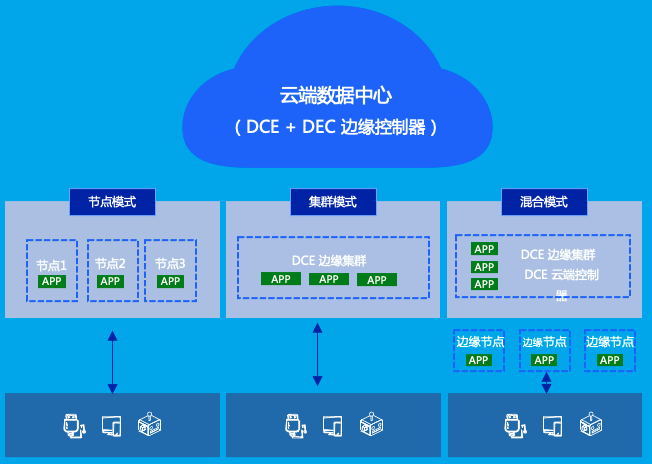 云端数据中心
（ DCE + DEC 边缘控制器 ）
节点模式
集群模式
混合模式
节点1
APP
节点2
APP
节点3
APP
DCE 边缘集群
APP
APP
APP
APP
APP
APP
DCE 边缘集群
DCE 云端控制
器
边缘节点
APP
边缘节点
APP
边缘节点
APP